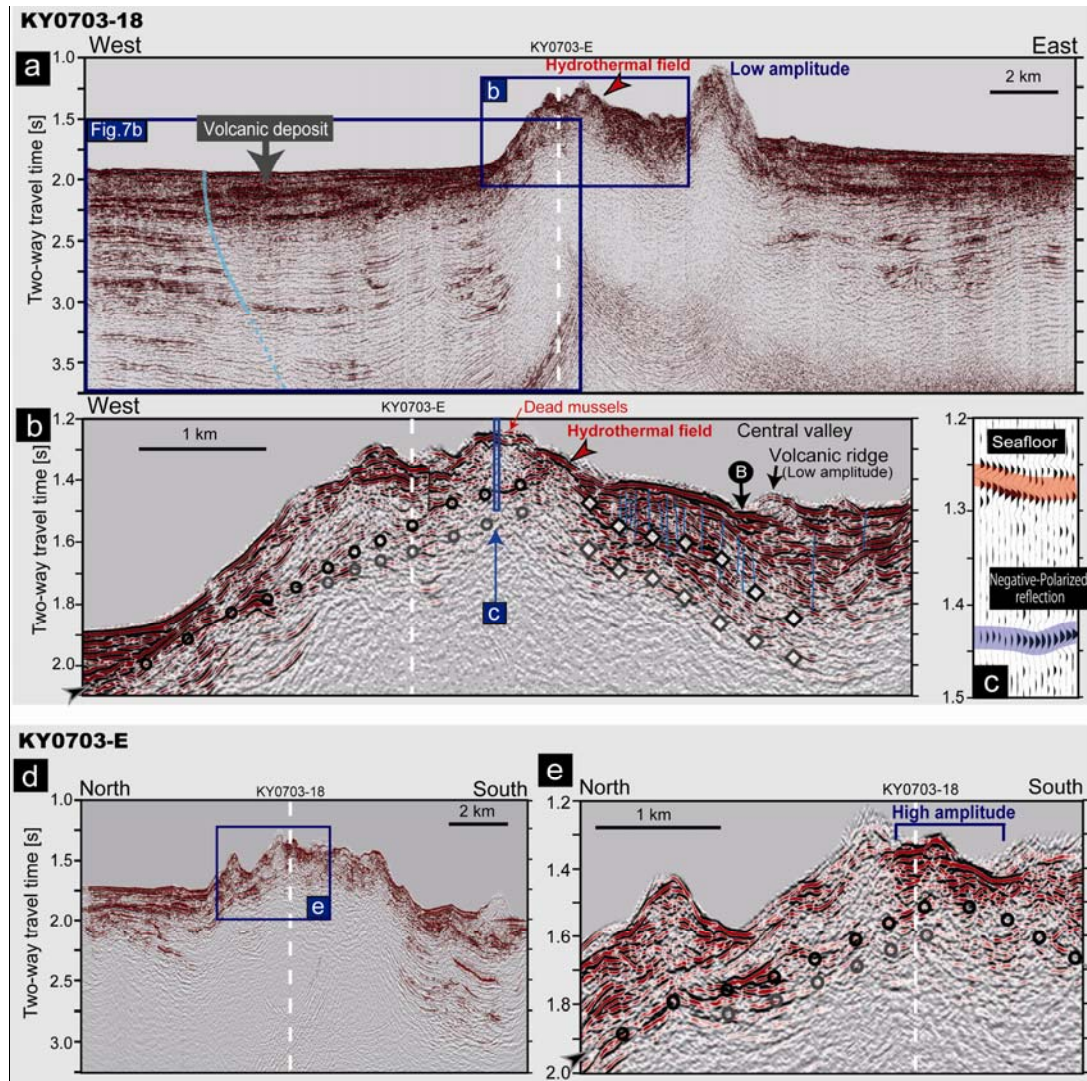 KY0703-18
West
KY0703-E
East
a
1.0
Hydrothermal field
Low amplitude
2 km
b
1.5
Fig.7b
Volcanic deposit
2.0
2.5
3.0
3.5
Two-way travel time [s]
West
KY0703-E
Dead mussels
b
1.2
1 km
Hydrothermal field
Central valley
Volcanic ridge
(Low amplitude)
B
1.4
1.6
1.8
2.0
c
Two-way travel time [s]
1.2
Seafloor
1.3
Negative-Polarized
reflection
1.4
c
1.5
KY0703-E
d
North
KY0703-18
South
1.0
2 km
1.5
e
2.0
2.5
3.0
Two-way travel time [s]
e
North
KY0703-18
South
1.2
1 km
High amplitude
1.4
1.6
1.8
2.0